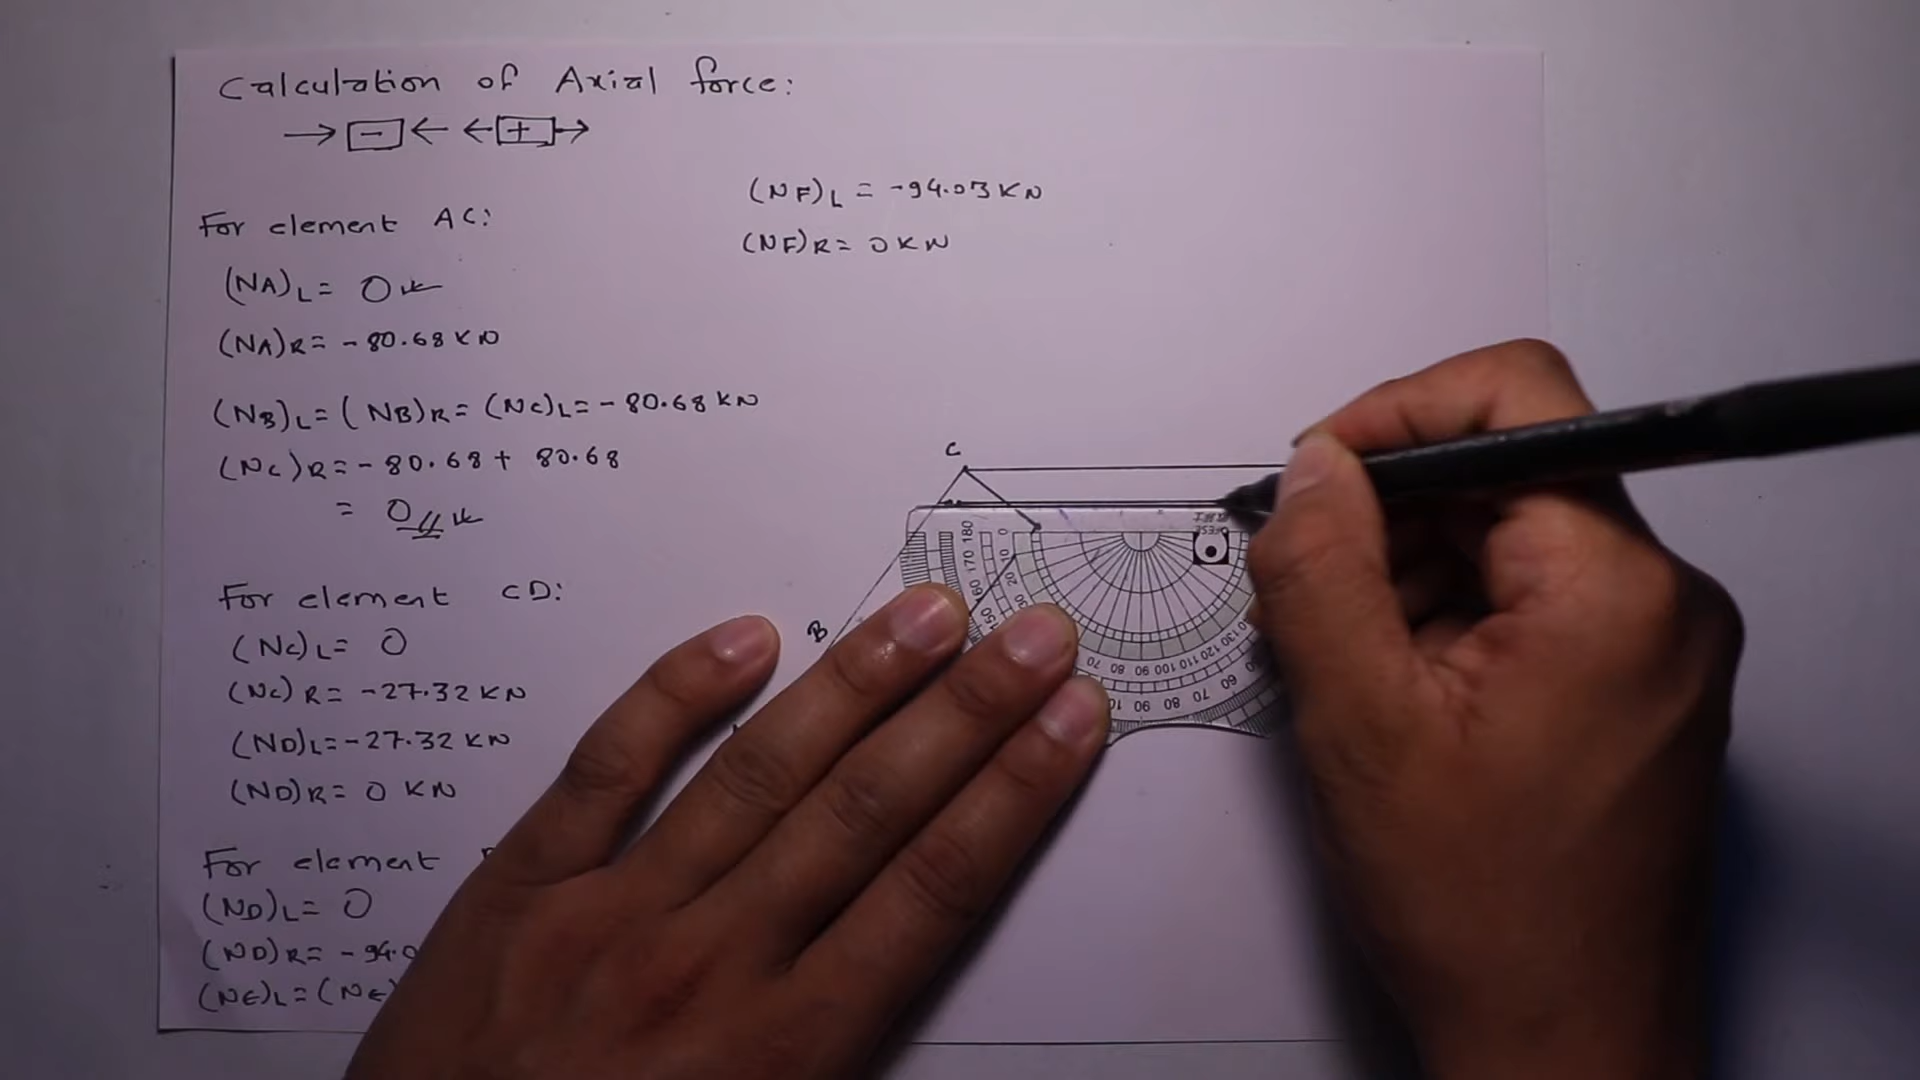 Calculation of Axial force:
→ - ← ← + →
For element AC:
(NA)L = 0
(NA)R = - 80.68 KN
(NB)L = (NB)R = (NC)L = - 80.68 KN
(NC)R = - 80.68 + 80.68
= 0
For element CD:
(NC)L = 0
(NC)R = -27.32 KN
(ND)L = -27.32 KN
(ND)R = 0 KN
For element
(ND)L = 0
(ND)R = - 94.0
(NE)L = (NE)
(NF)L = -94.03 KN
(NF)R = 0 KN
C
B